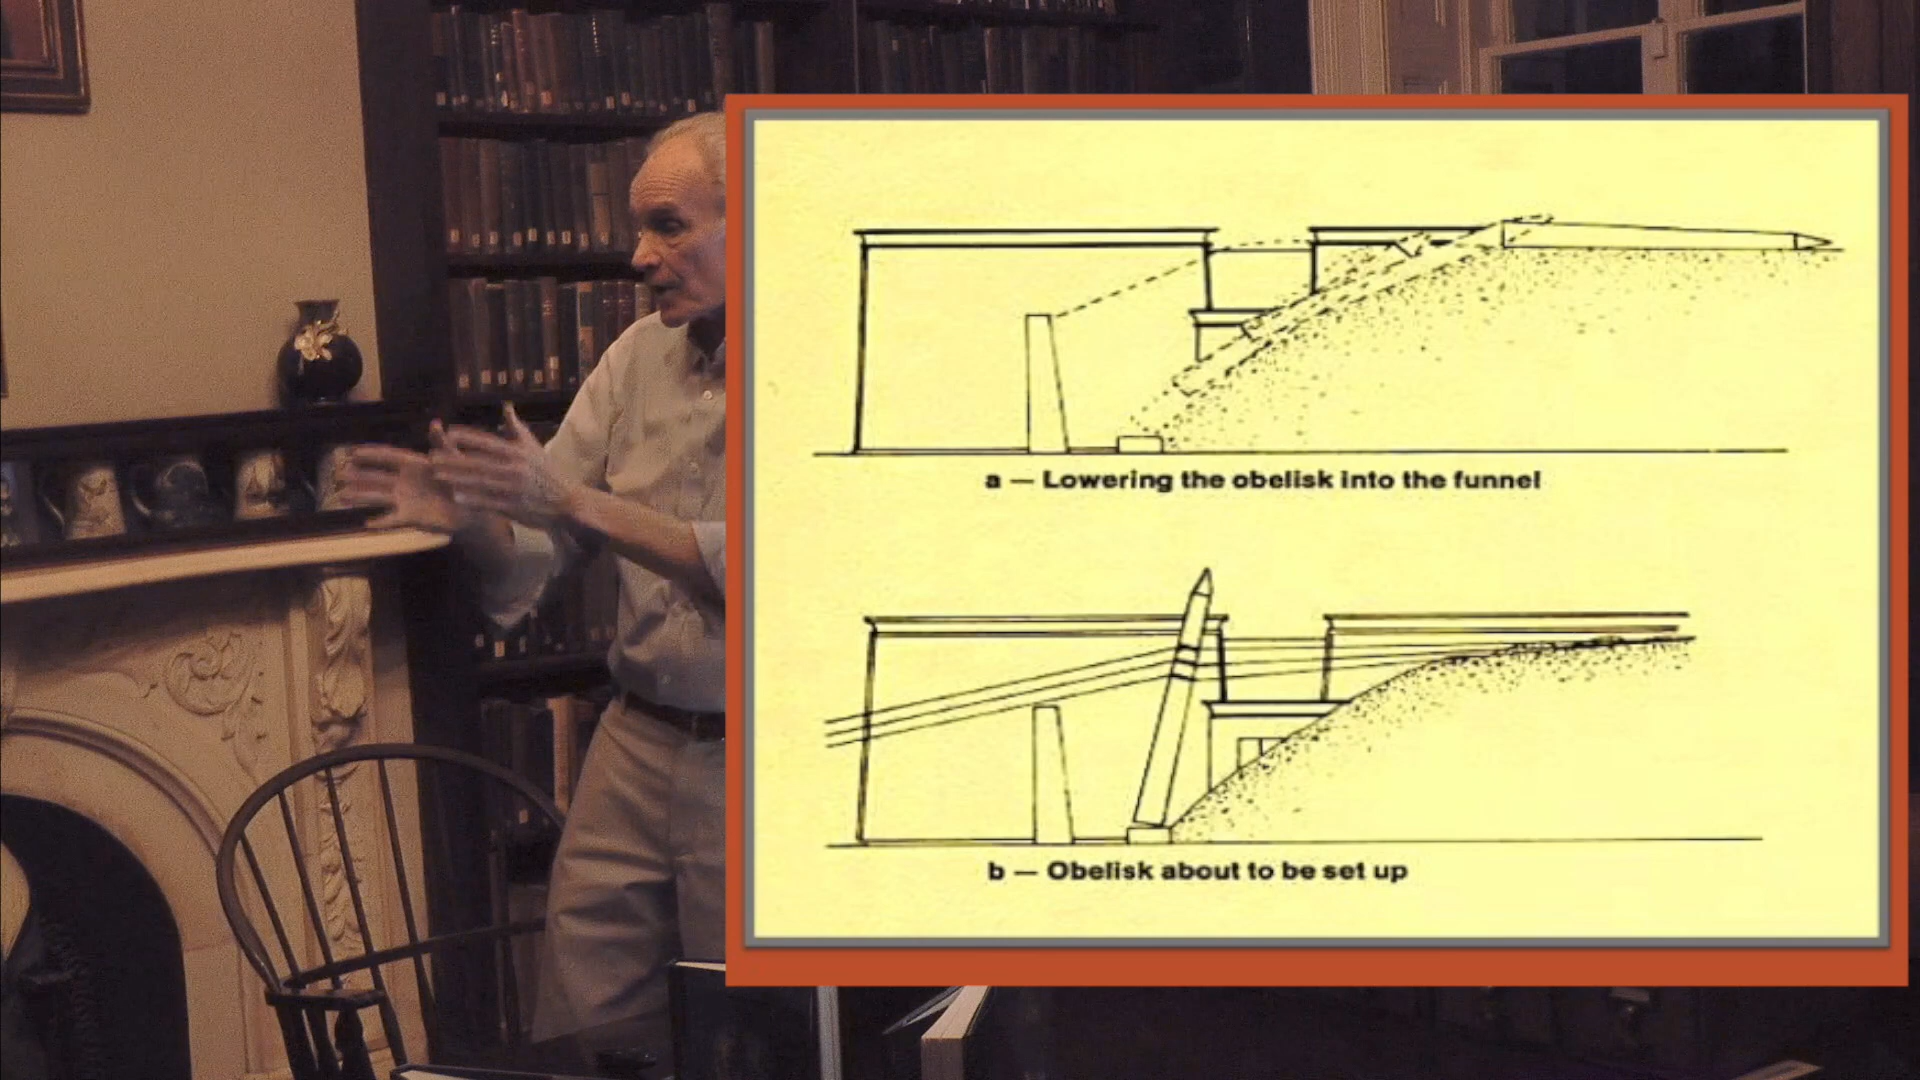 a — Lowering the obelisk into the funnel
b — Obelisk about to be set up